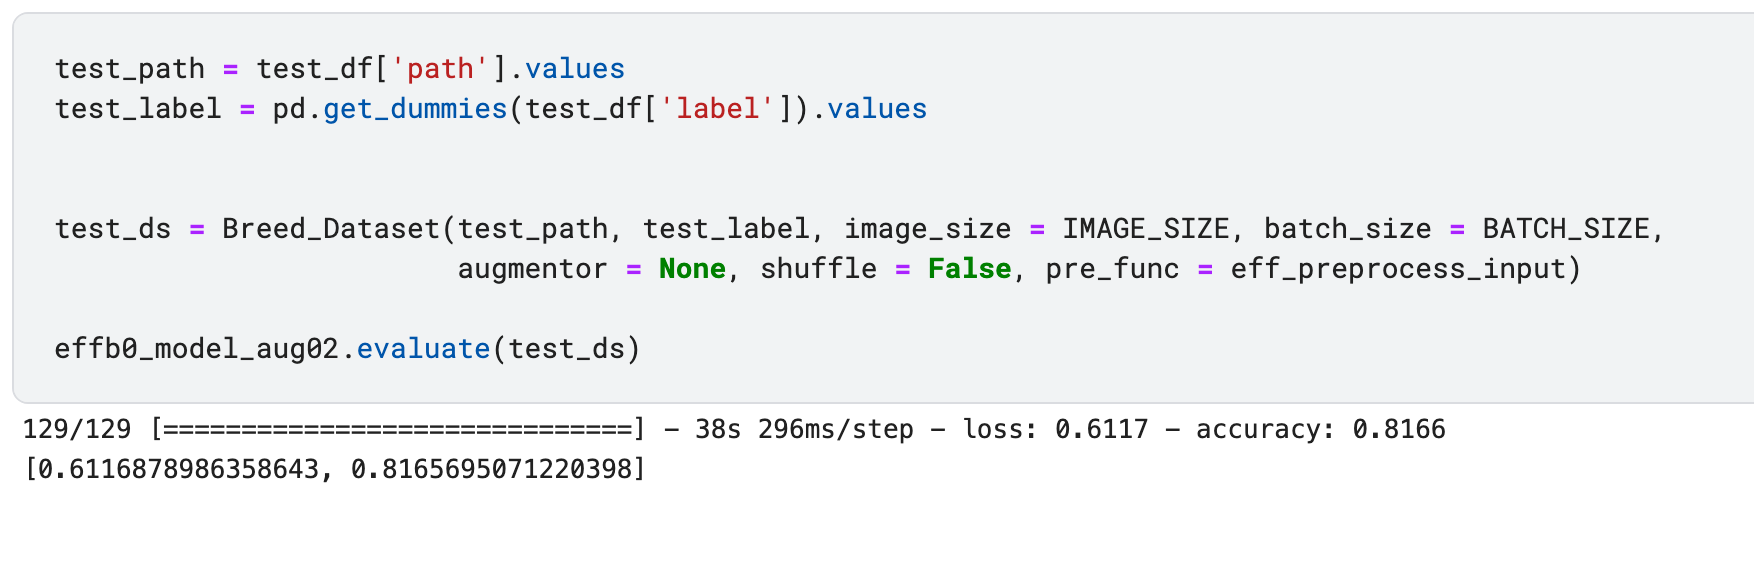 test_path = test_df['path'].values
test_label = pd.get_dummies(test_df['label']).values
test_ds = Breed_Dataset(test_path, test_label, image_size = IMAGE_SIZE, batch_size = BATCH_SIZE,
augmentor = None, shuffle = False, pre_func = eff_preprocess_input)
effb0_model_aug02.evaluate(test_ds)
129/129 [==============================] – 38s 296ms/step – loss: 0.6117 – accuracy: 0.8166
[0.6116878986358643, 0.8165695071220398]